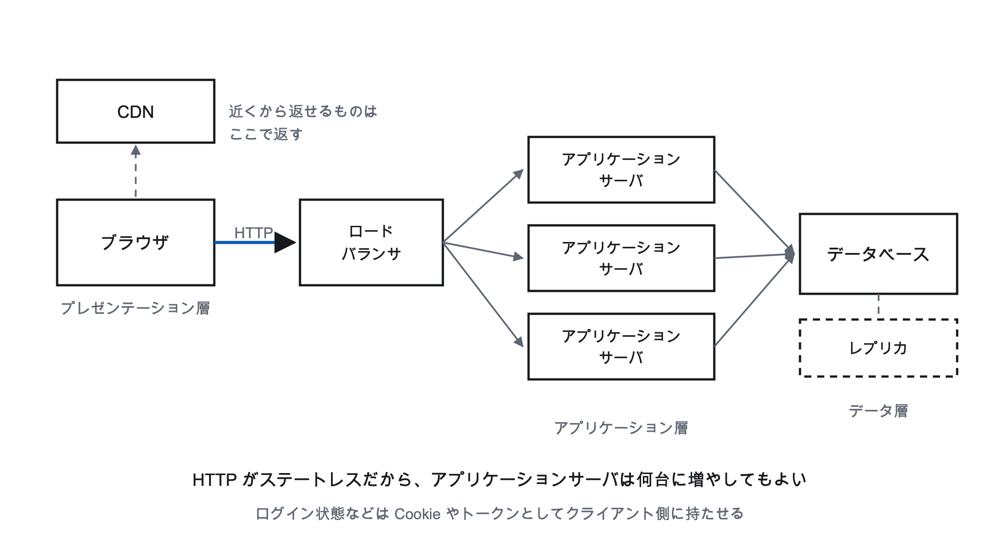 CDN
近くから返せるものは
ここで返す
ブラウザ
プレゼンテーション層
HTTP
ロード
バランサ
アプリケーション
サーバ
アプリケーション
サーバ
アプリケーション
サーバ
アプリケーション層
データベース
レプリカ
データ層
HTTP がステートレスだから、アプリケーションサーバは何台に増やしてもよい
ログイン状態などは Cookie やトークンとしてクライアント側に持たせる